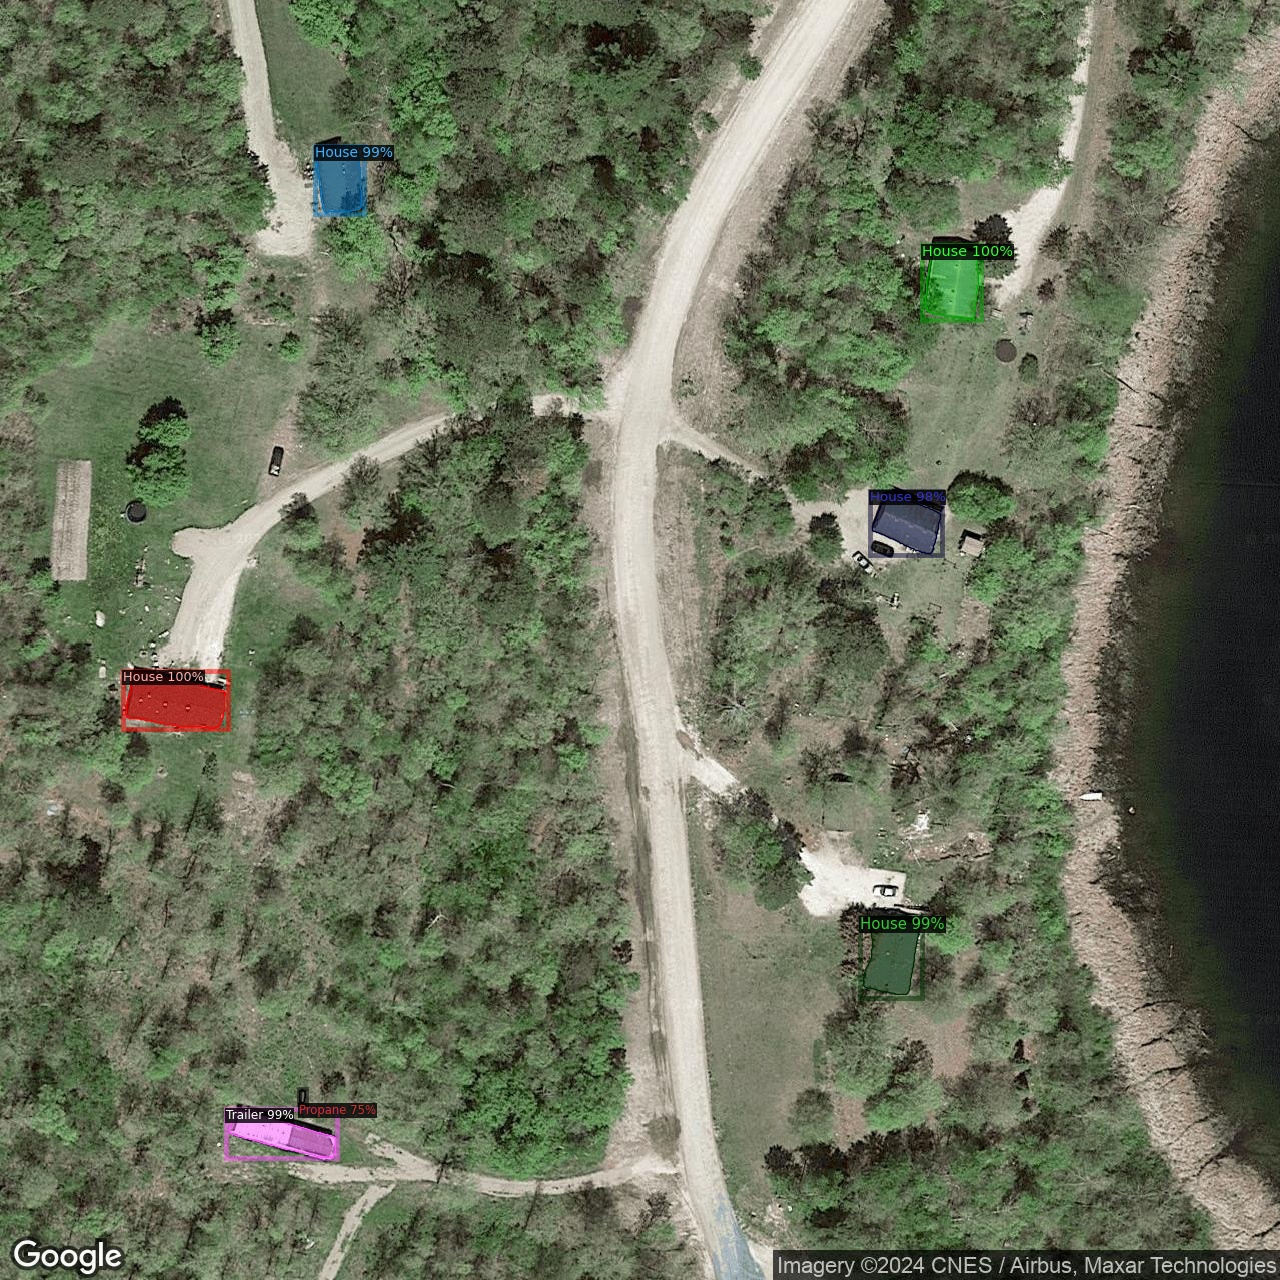 House 99%
House 100%
House 98%
House 100%
House 99%
Trailer 99%
Propane 75%
Google
Imagery ©2024 CNES / Airbus, Maxar Technologies